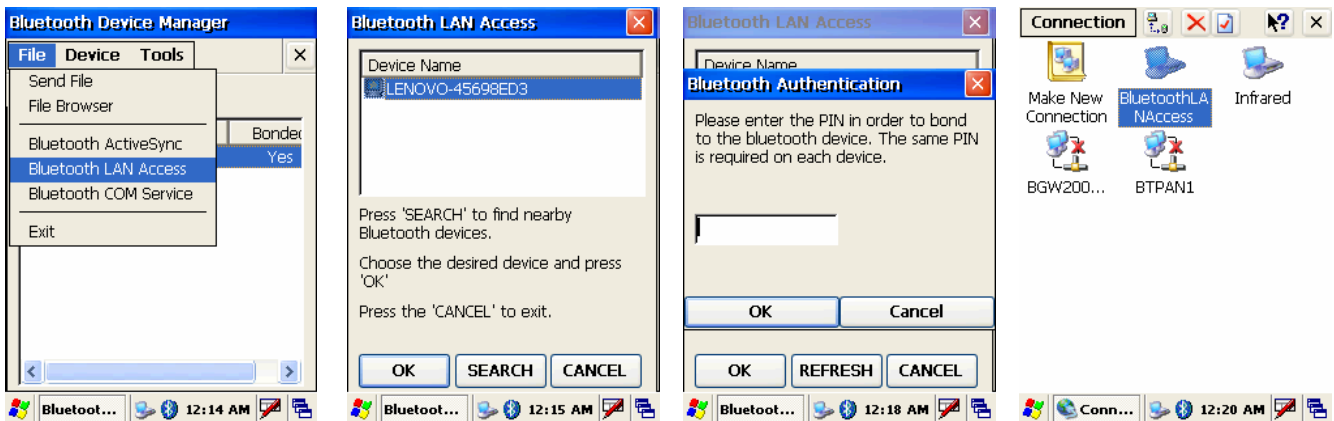 Bluetooth Device Manager
File Device Tools
Send File
File Browser
Bluetooth ActiveSync
Bluetooth LAN Access
Bluetooth COM Service
Exit
Bonded
Yes
Bluetoot... 12:14 AM
Bluetooth LAN Access
Device Name
LENOVO-45698ED3
Press 'SEARCH' to find nearby
Bluetooth devices.
Choose the desired device and press
'OK'
Press the 'CANCEL' to exit.
OK SEARCH CANCEL
Bluetoot... 12:15 AM
Bluetooth LAN Access
Device Name
Bluetooth Authentication
Please enter the PIN in order to bond
to the bluetooth device. The same PIN
is required on each device.
OK Cancel
OK REFRESH CANCEL
Bluetoot... 12:18 AM
Connection
Make New
Connection
BluetoothLA
NAccess
Infrared
BGW200...
BTPAN1
Conn... 12:20 AM